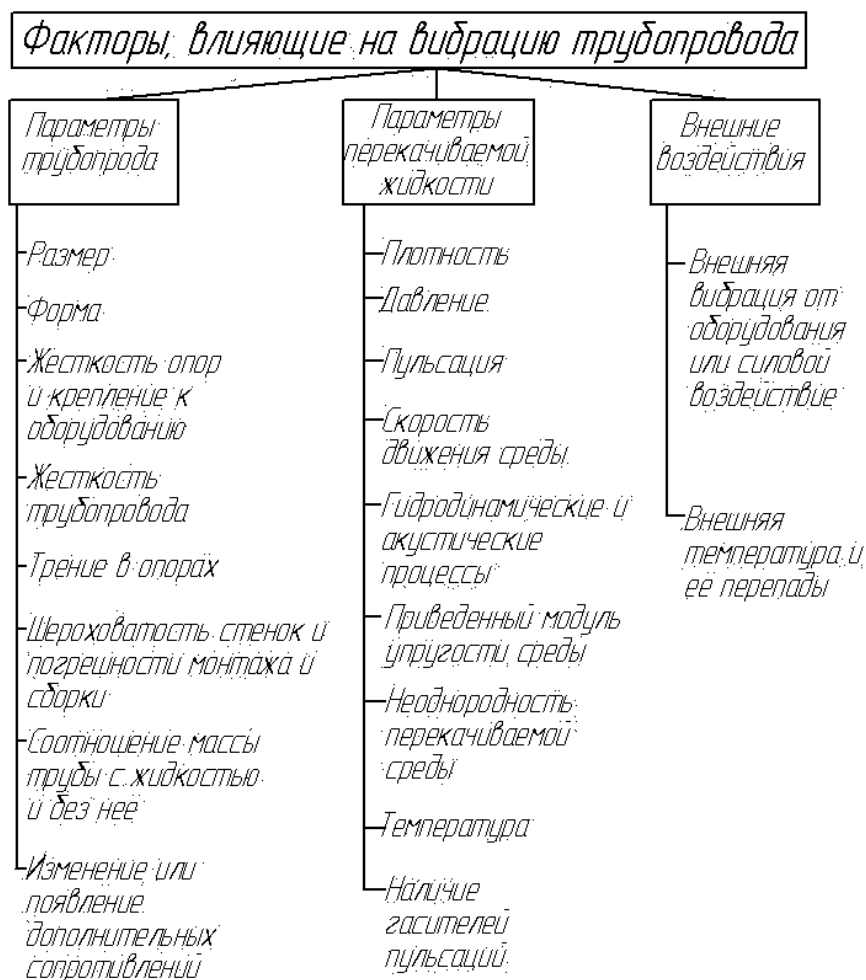 Факторы, влияющие на вибрацию трубопровода
Параметры
трубопрода
Размер
Форма
Жесткость опор
и крепление к
оборудованию
Жесткость
трубопровода
Трение в опорах
Шероховатость стенок и
погрешности монтажа и
сборки
Соотношение массы
трубы с жидкостью
и без неё
Изменение или
появление
дополнительных
сопротивлений
Параметры
перекачиваемой
жидкости
Плотность
Давление
Пульсация
Скорость
движения среды.
Гидродинамические и
акустические
процессы
Приведенный модуль
упругости среды
Неоднородность
перекачиваемой
среды
Температура
Наличие
гасителей
пульсаций.
Внешние
воздействия
Внешняя
вибрация от
оборудования
или силовой
воздействие
Внешняя
температура и
её перепады